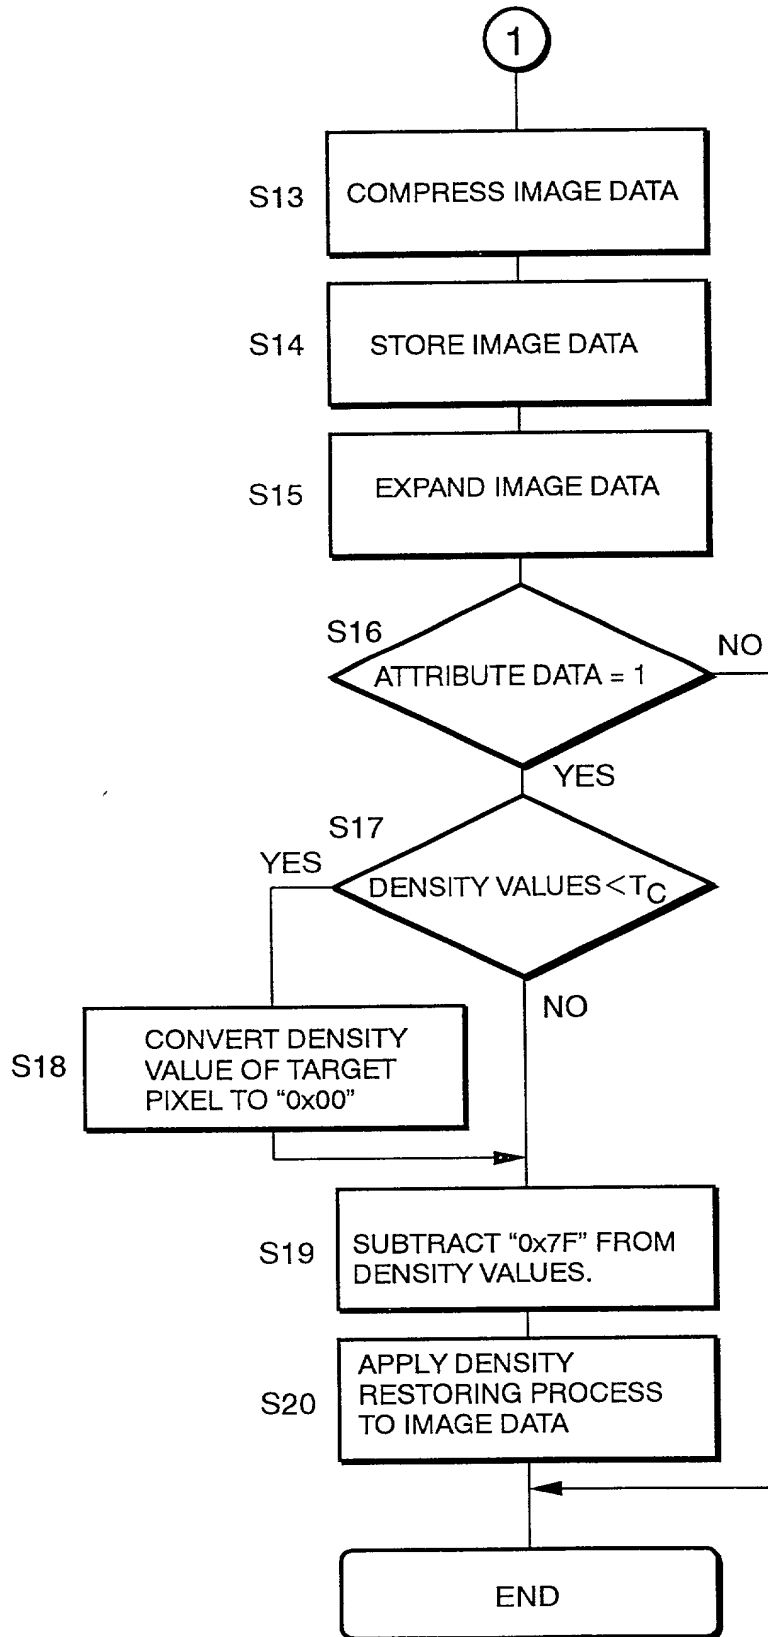 1
S13
COMPRESS IMAGE DATA
S14
STORE IMAGE DATA
S15
EXPAND IMAGE DATA
S16
ATTRIBUTE DATA = 1
NO
YES
S17
YES
DENSITY VALUES<TC
NO
S18
CONVERT DENSITY
VALUE OF TARGET
PIXEL TO “0x00”
S19
SUBTRACT “0x7F” FROM
DENSITY VALUES.
S20
APPLY DENSITY
RESTORING PROCESS
TO IMAGE DATA
END